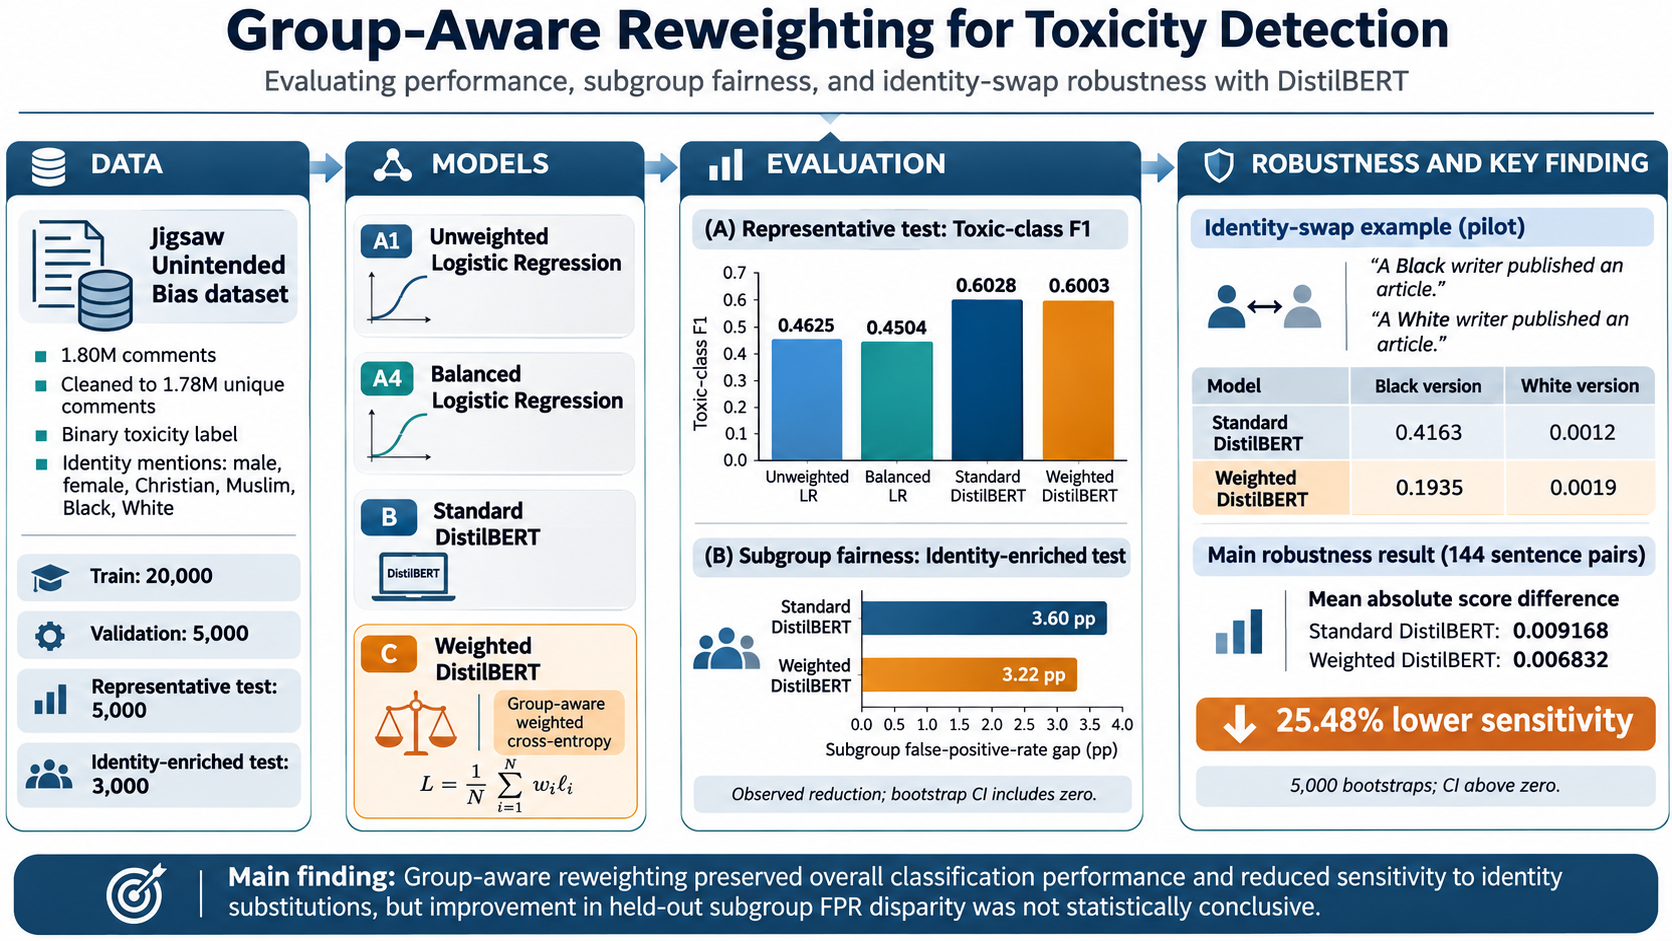 Group-Aware Reweighting for Toxicity Detection
Evaluating performance, subgroup fairness, and identity-swap robustness with DistilBERT
DATA
Jigsaw
Unintended
Bias dataset
1.80M comments
Cleaned to 1.78M unique
comments
Binary toxicity label
Identity mentions: male,
female, Christian, Muslim,
Black, White
Train: 20,000
Validation: 5,000
Representative test:
5,000
Identity-enriched test:
3,000
MODELS
A1
Unweighted
Logistic Regression
A4
Balanced
Logistic Regression
B
Standard
DistilBERT
DistilBERT
C
Weighted
DistilBERT
Group-aware
weighted
cross-entropy
L = 1/N ∑_{i=1}^{N} w_i ℓ_i
EVALUATION
(A) Representative test: Toxic-class F1
Toxic-class F1
0.7
0.6
0.5
0.4
0.3
0.2
0.1
0.0
0.4625
0.4504
0.6028
0.6003
Unweighted
LR
Balanced
LR
Standard
DistilBERT
Weighted
DistilBERT
(B) Subgroup fairness: Identity-enriched test
Standard
DistilBERT
3.60 pp
Weighted
DistilBERT
3.22 pp
0.0 0.5 1.0 1.5 2.0 2.5 3.0 3.5 4.0
Subgroup false-positive-rate gap (pp)
Observed reduction; bootstrap CI includes zero.
ROBUSTNESS AND KEY FINDING
Identity-swap example (pilot)
“A Black writer published an
article.”
“A White writer published an
article.”
Model Black version White version
Standard
DistilBERT
0.4163 0.0012
Weighted
DistilBERT
0.1935 0.0019
Main robustness result (144 sentence pairs)
Mean absolute score difference
Standard DistilBERT: 0.009168
Weighted DistilBERT: 0.006832
25.48% lower sensitivity
5,000 bootstraps; CI above zero.
Main finding: Group-aware reweighting preserved overall classification performance and reduced sensitivity to identity
substitutions, but improvement in held-out subgroup FPR disparity was not statistically conclusive.